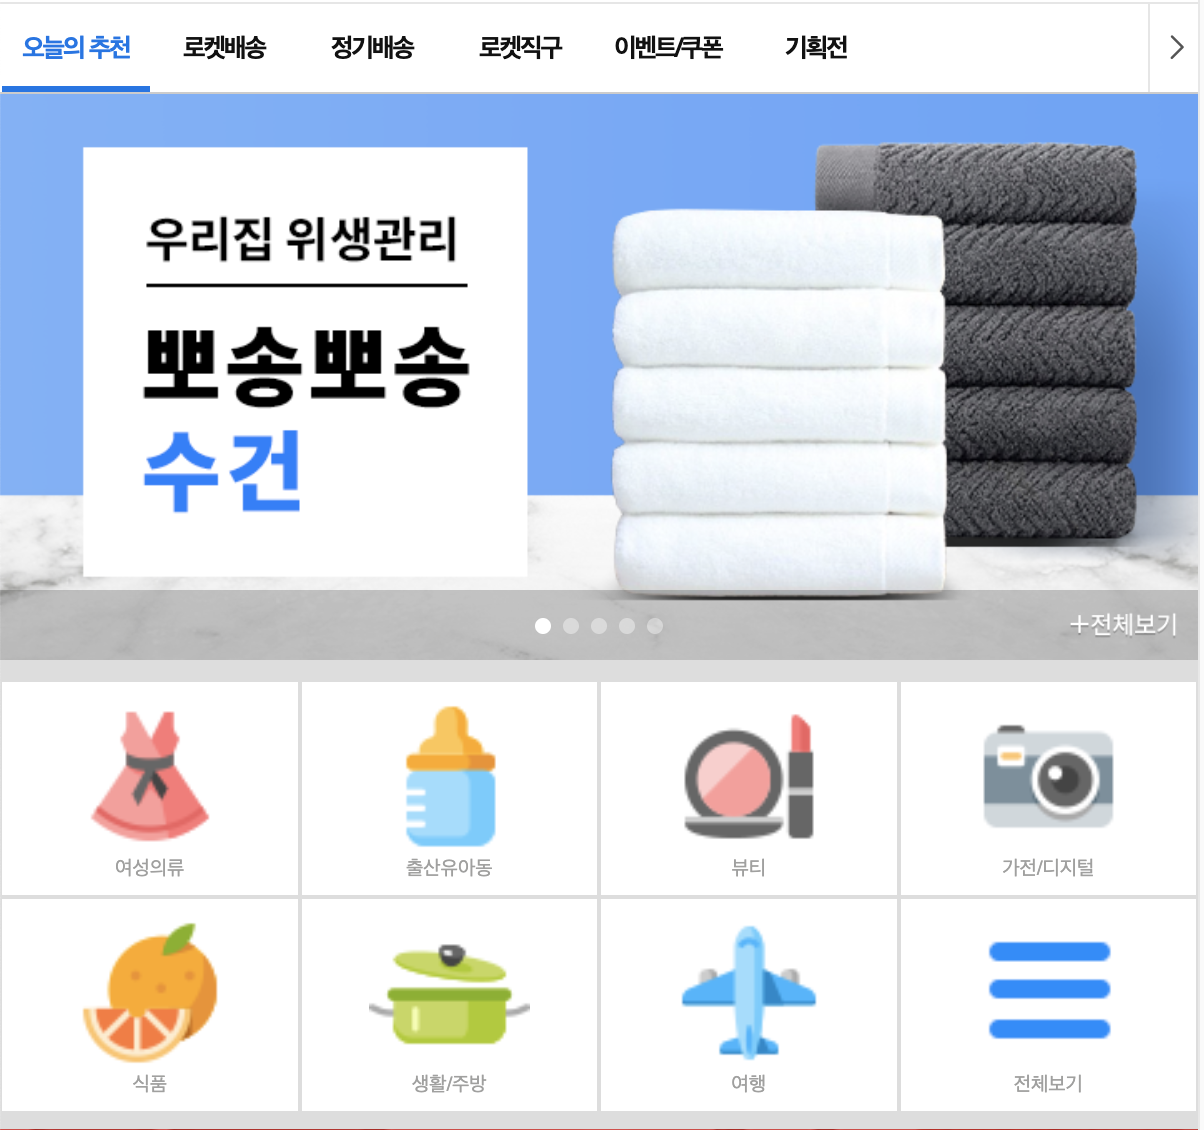 오늘의 추천 로켓배송 정기배송 로켓직구 이벤트/쿠폰 기획전
우리집 위생관리
뽀송뽀송
수건
+전체보기
여성의류 출산유아동 뷰티 가전/디지털
식품 생활/주방 여행 전체보기